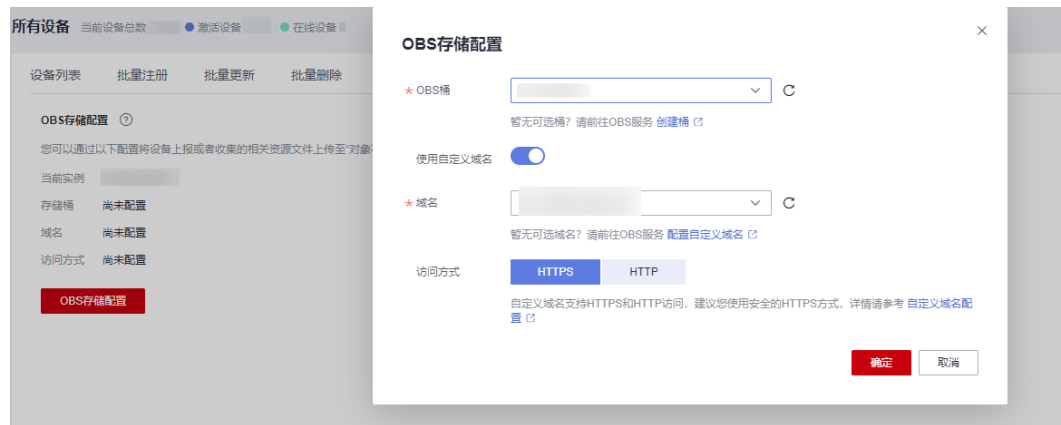 所有设备 当前设备总数 激活设备 在线设备
设备列表 批量注册 批量更新 批量删除
OBS存储配置
您可以通过以下配置将设备上报或者收集的相关资源文件上传至"对象
当前实例
存储桶 尚未配置
域名 尚未配置
访问方式 尚未配置
OBS存储配置
OBS存储配置
* OBS桶
暂无可选桶？请前往OBS服务 创建桶
使用自定义域名
* 域名
暂无可选域名？请前往OBS服务 配置自定义域名
访问方式 HTTPS HTTP
自定义域名支持HTTPS和HTTP访问，建议您使用安全的HTTPS方式，详情请参考 自定义域名配
置
确定 取消